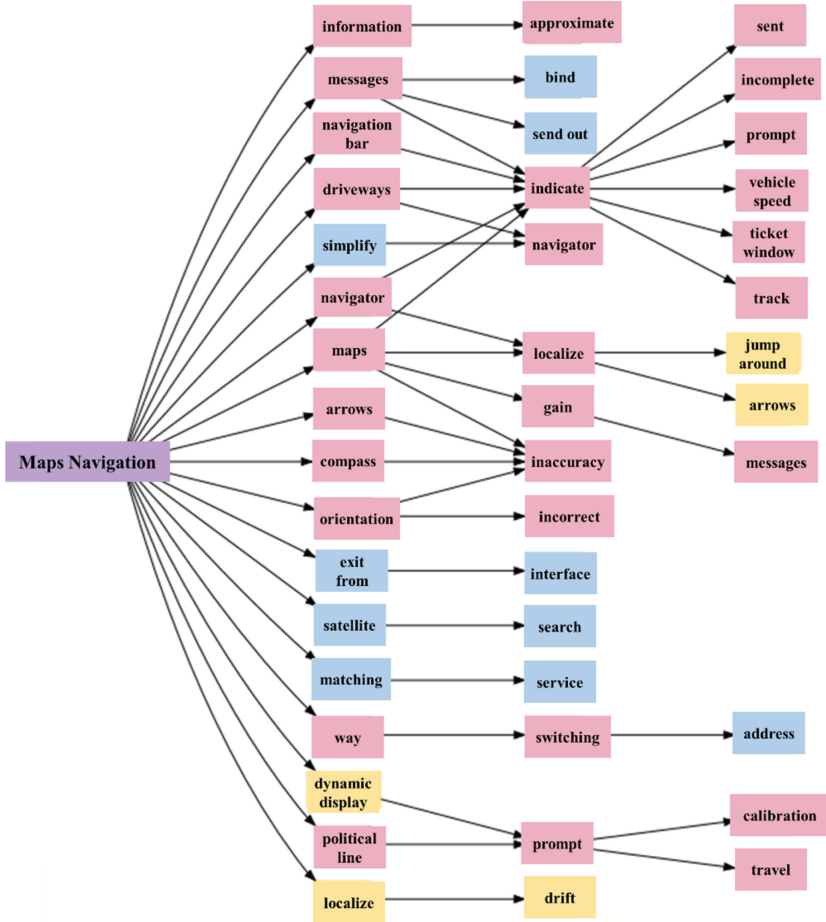 information
approximate
sent
messages
bind
incomplete
navigation
bar
send out
prompt
driveways
indicate
vehicle
speed
simplify
navigator
ticket
window
navigator
track
maps
localize
jump
around
arrows
gain
arrows
Maps Navigation
compass
inaccuracy
messages
orientation
incorrect
exit
from
interface
satellite
search
matching
service
way
switching
address
dynamic
display
political
line
prompt
calibration
travel
localize
drift